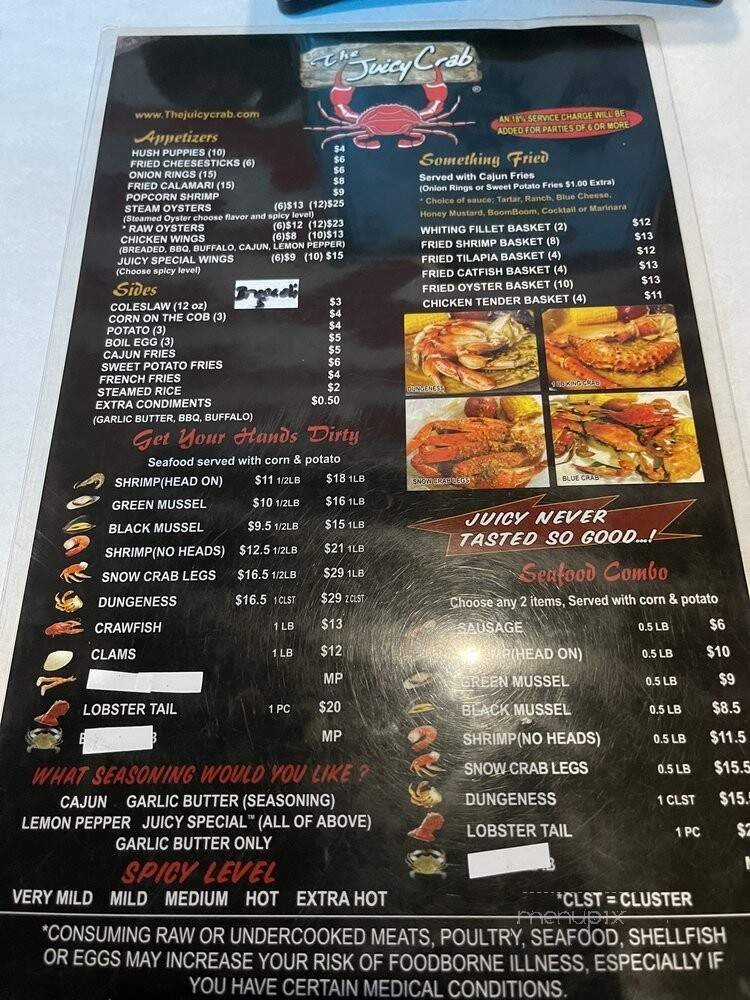 The
Juicy Crab
®
www.Thejuicycrab.com
AN 18% SERVICE CHARGE WILL BE
ADDED FOR PARTIES OF 6 OR MORE
Appetizers
HUSH PUPPIES (10) $4
FRIED CHEESESTICKS (6) $6
ONION RINGS (15) $6
FRIED CALAMARI (15) $8
POPCORN SHRIMP $9
STEAM OYSTERS (6)$13 (12)$25
(Steamed Oyster choose flavor and spicy level)
* RAW OYSTERS (6)$12 (12)$23
CHICKEN WINGS (6)$8 (10)$13
(BREADED, BBQ, BUFFALO, CAJUN, LEMON PEPPER)
JUICY SPECIAL WINGS (6)$9 (10) $15
(Choose spicy level)
Sides
Broccoli
COLESLAW (12 oz) $3
CORN ON THE COB (3) $4
POTATO (3) $4
BOIL EGG (3) $5
CAJUN FRIES $5
SWEET POTATO FRIES $6
FRENCH FRIES $4
STEAMED RICE $2
EXTRA CONDIMENTS $0.50
(GARLIC BUTTER, BBQ, BUFFALO)
Get Your Hands Dirty
Seafood served with corn & potato
SHRIMP(HEAD ON) $11 1/2LB $18 1LB
GREEN MUSSEL $10 1/2LB $16 1LB
BLACK MUSSEL $9.5 1/2LB $15 1LB
SHRIMP(NO HEADS) $12.5 1/2LB $21 1LB
SNOW CRAB LEGS $16.5 1/2LB $29 1LB
DUNGENESS $16.5 1 CLST $29 2 CLST
CRAWFISH 1 LB $13
CLAMS 1 LB $12
MP
LOBSTER TAIL 1 PC $20
MP
WHAT SEASONING WOULD YOU LIKE ?
CAJUN GARLIC BUTTER (SEASONING)
LEMON PEPPER JUICY SPECIAL™ (ALL OF ABOVE)
GARLIC BUTTER ONLY
SPICY LEVEL
VERY MILD MILD MEDIUM HOT EXTRA HOT
Something Fried
Served with Cajun Fries
(Onion Rings or Sweet Potato Fries $1.00 Extra)
* Choice of sauce: Tartar, Ranch, Blue Cheese,
Honey Mustard, BoomBoom, Cocktail or Marinara
WHITING FILLET BASKET (2) $12
FRIED SHRIMP BASKET (8) $13
FRIED TILAPIA BASKET (4) $12
FRIED CATFISH BASKET (4) $13
FRIED OYSTER BASKET (10) $13
CHICKEN TENDER BASKET (4) $11
DUNGENESS
1 LB KING CRAB
SNOW CRAB LEGS
BLUE CRAB
JUICY NEVER
TASTED SO GOOD...!
Seafood Combo
Choose any 2 items, Served with corn & potato
SAUSAGE 0.5 LB $6
(HEAD ON) 0.5 LB $10
GREEN MUSSEL 0.5 LB $9
BLACK MUSSEL 0.5 LB $8.5
SHRIMP(NO HEADS) 0.5 LB $11.5
SNOW CRAB LEGS 0.5 LB $15.5
DUNGENESS 1 CLST $15.
LOBSTER TAIL 1 PC
*CLST = CLUSTER
menupix
*CONSUMING RAW OR UNDERCOOKED MEATS, POULTRY, SEAFOOD, SHELLFISH
OR EGGS MAY INCREASE YOUR RISK OF FOODBORNE ILLNESS, ESPECIALLY IF
YOU HAVE CERTAIN MEDICAL CONDITIONS.